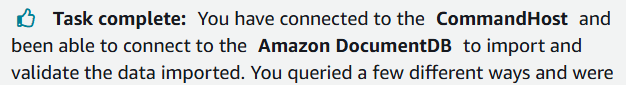 Task complete: You have connected to the CommandHost and
been able to connect to the Amazon DocumentDB to import and
validate the data imported. You queried a few different ways and were